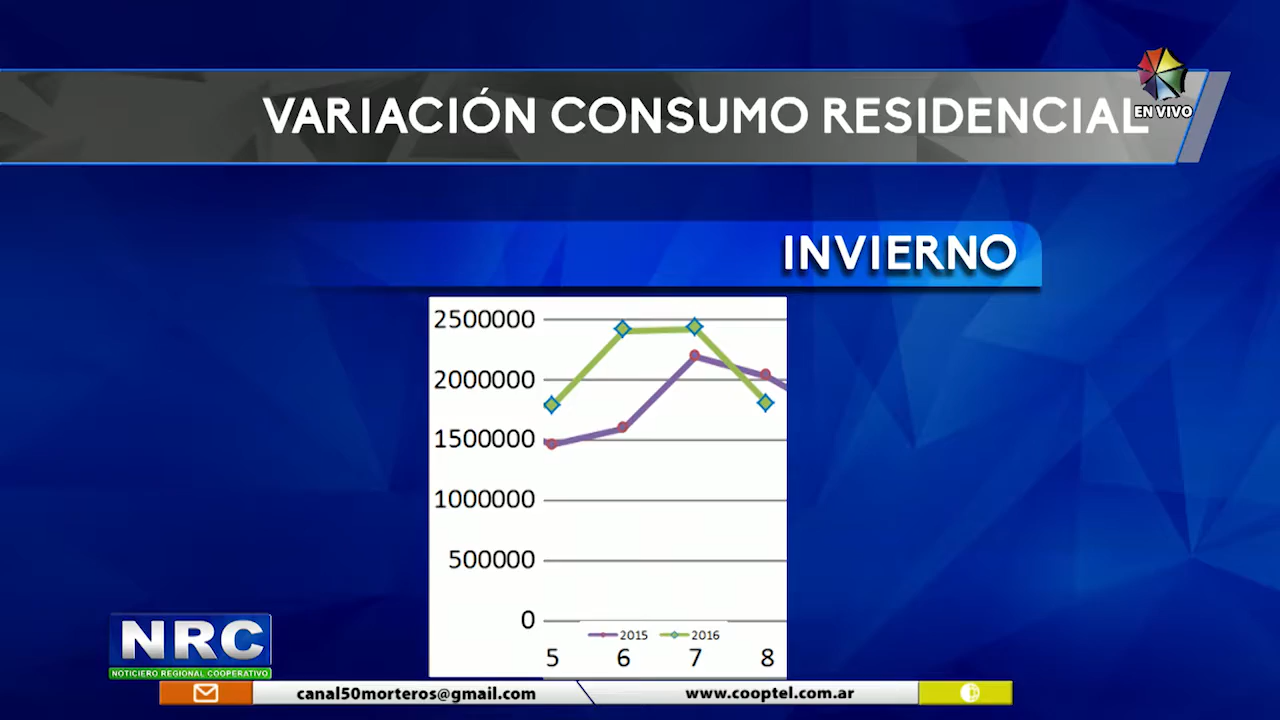 VARIACIÓN CONSUMO RESIDENCIAL
EN VIVO
INVIERNO
2500000
2000000
1500000
1000000
500000
0
2015 2016
5 6 7 8
NRC
NOTICIERO REGIONAL COOPERATIVO
canal50morteros@gmail.com www.cooptel.com.ar